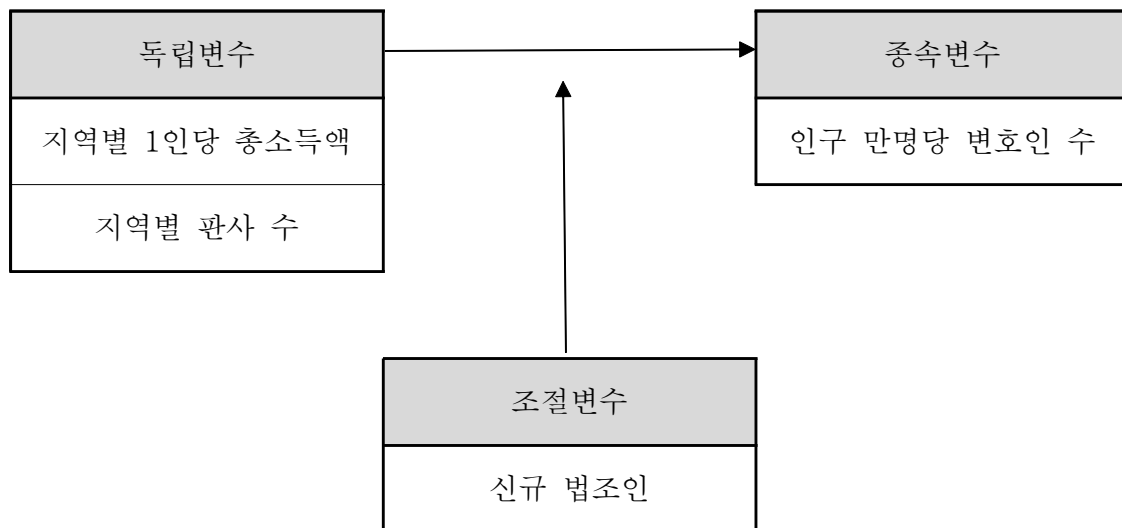 독립변수
종속변수
지역별 1인당 총소득액
인구 만명당 변호인 수
지역별 판사 수
조절변수
신규 법조인